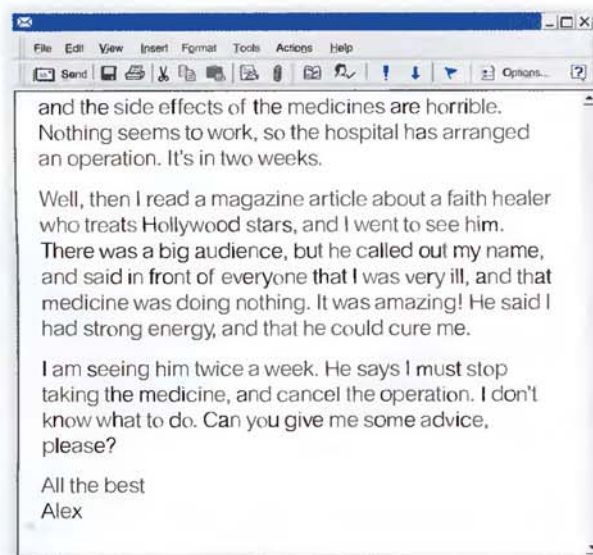 File Edit View Insert Format Tools Actions Help
Send Options...
and the side effects of the medicines are horrible.
Nothing seems to work, so the hospital has arranged
an operation. It's in two weeks.
Well, then I read a magazine article about a faith healer
who treats Hollywood stars, and I went to see him.
There was a big audience, but he called out my name,
and said in front of everyone that I was very ill, and that
medicine was doing nothing. It was amazing! He said I
had strong energy, and that he could cure me.
I am seeing him twice a week. He says I must stop
taking the medicine, and cancel the operation. I don't
know what to do. Can you give me some advice,
please?
All the best
Alex